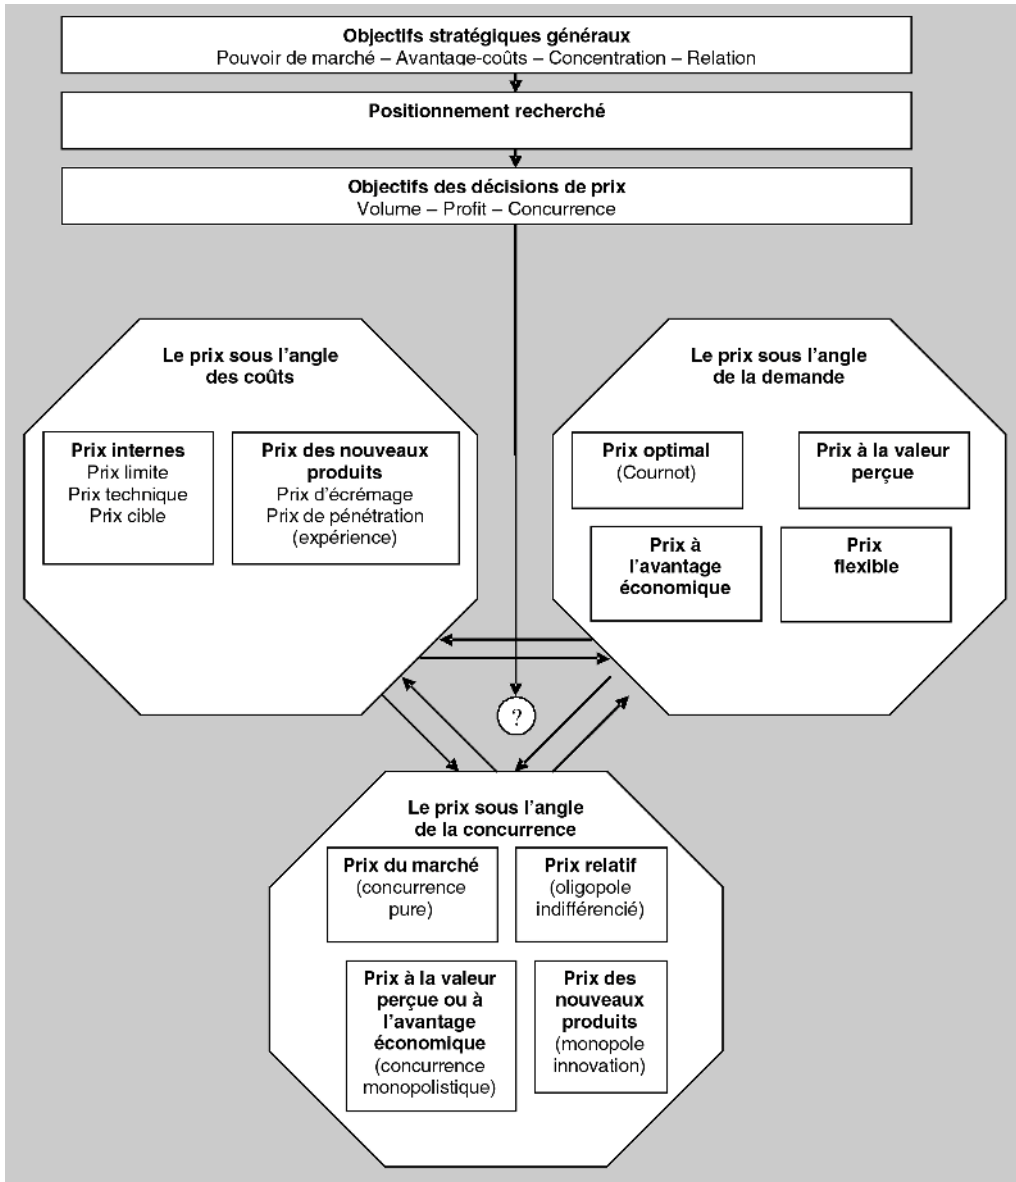 Objectifs stratégiques généraux
Pouvoir de marché – Avantage-coûts – Concentration – Relation
Positionnement recherché
Objectifs des décisions de prix
Volume – Profit – Concurrence
Le prix sous l'angle
des coûts
Prix internes
Prix limite
Prix technique
Prix cible
Prix des nouveaux
produits
Prix d'écrémage
Prix de pénétration
(expérience)
Le prix sous l'angle
de la demande
Prix optimal
(Cournot)
Prix à la valeur
perçue
Prix à
l'avantage
économique
Prix
flexible
?
Le prix sous l'angle
de la concurrence
Prix du marché
(concurrence
pure)
Prix relatif
(oligopole
indifférencié)
Prix à la valeur
perçue ou à
l'avantage
économique
(concurrence
monopolistique)
Prix des
nouveaux
produits
(monopole
innovation)